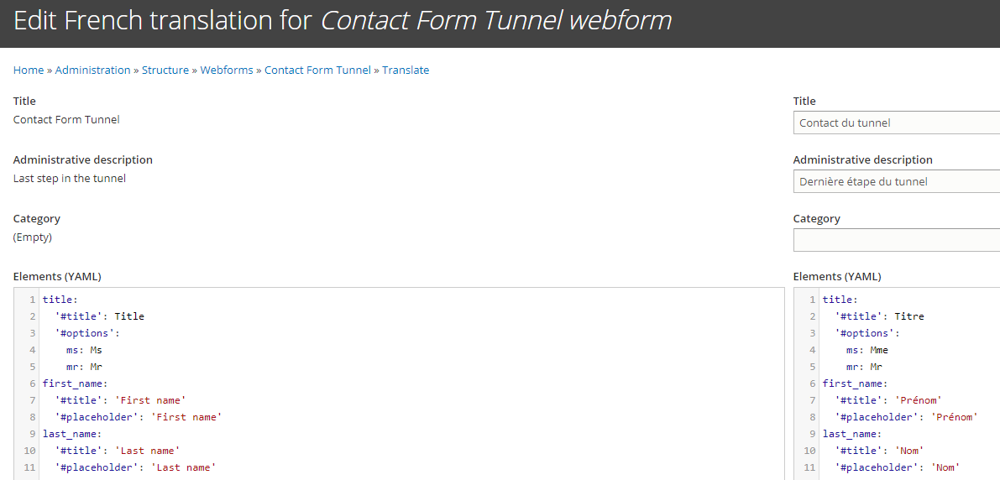 Edit French translation for Contact Form Tunnel webform
Home » Administration » Structure » Webforms » Contact Form Tunnel » Translate
Title
Contact Form Tunnel
Administrative description
Last step in the tunnel
Category
(Empty)
Elements (YAML)
1 title:
2 '#title': Title
3 '#options':
4 ms: Ms
5 mr: Mr
6 first_name:
7 '#title': 'First name'
8 '#placeholder': 'First name'
9 last_name:
10 '#title': 'Last name'
11 '#placeholder': 'Last name'
Title
Contact du tunnel
Administrative description
Dernière étape du tunnel
Category
Elements (YAML)
1 title:
2 '#title': Titre
3 '#options':
4 ms: Mme
5 mr: Mr
6 first_name:
7 '#title': 'Prénom'
8 '#placeholder': 'Prénom'
9 last_name:
10 '#title': 'Nom'
11 '#placeholder': 'Nom'